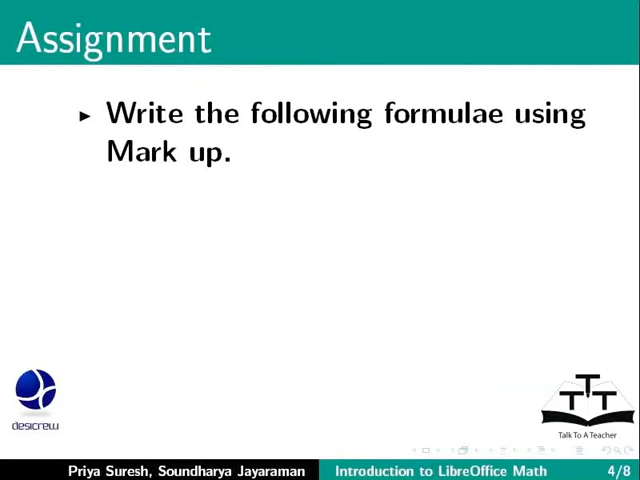 Assignment
Write the following formulae using
Mark up.
desicrew
T
T T
Talk To A Teacher
Priya Suresh, Soundharya Jayaraman
Introduction to LibreOffice Math
4/8